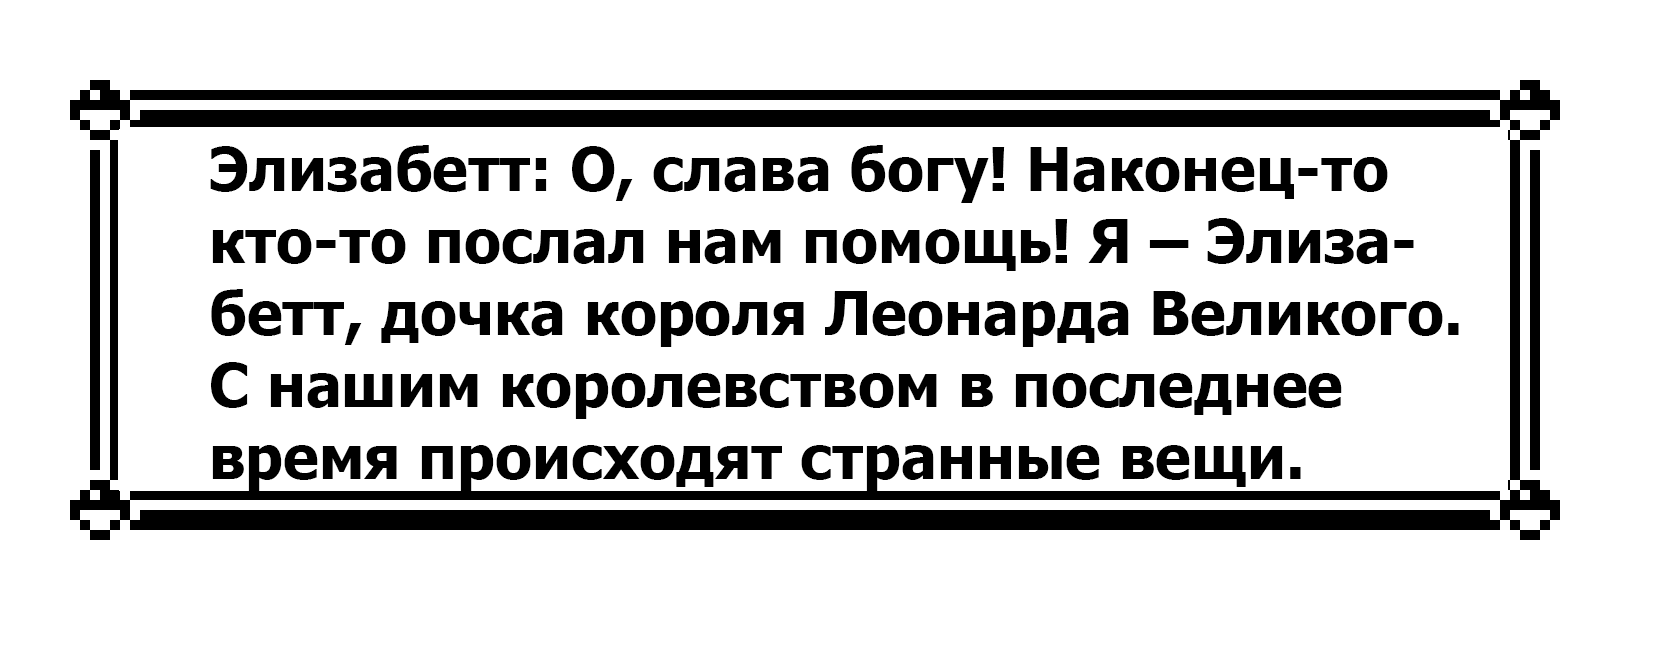 Элизабетт: О, слава богу! Наконец-то
кто-то послал нам помощь! Я – Элиза-
бетт, дочка короля Леонарда Великого.
С нашим королевством в последнее
время происходят странные вещи.